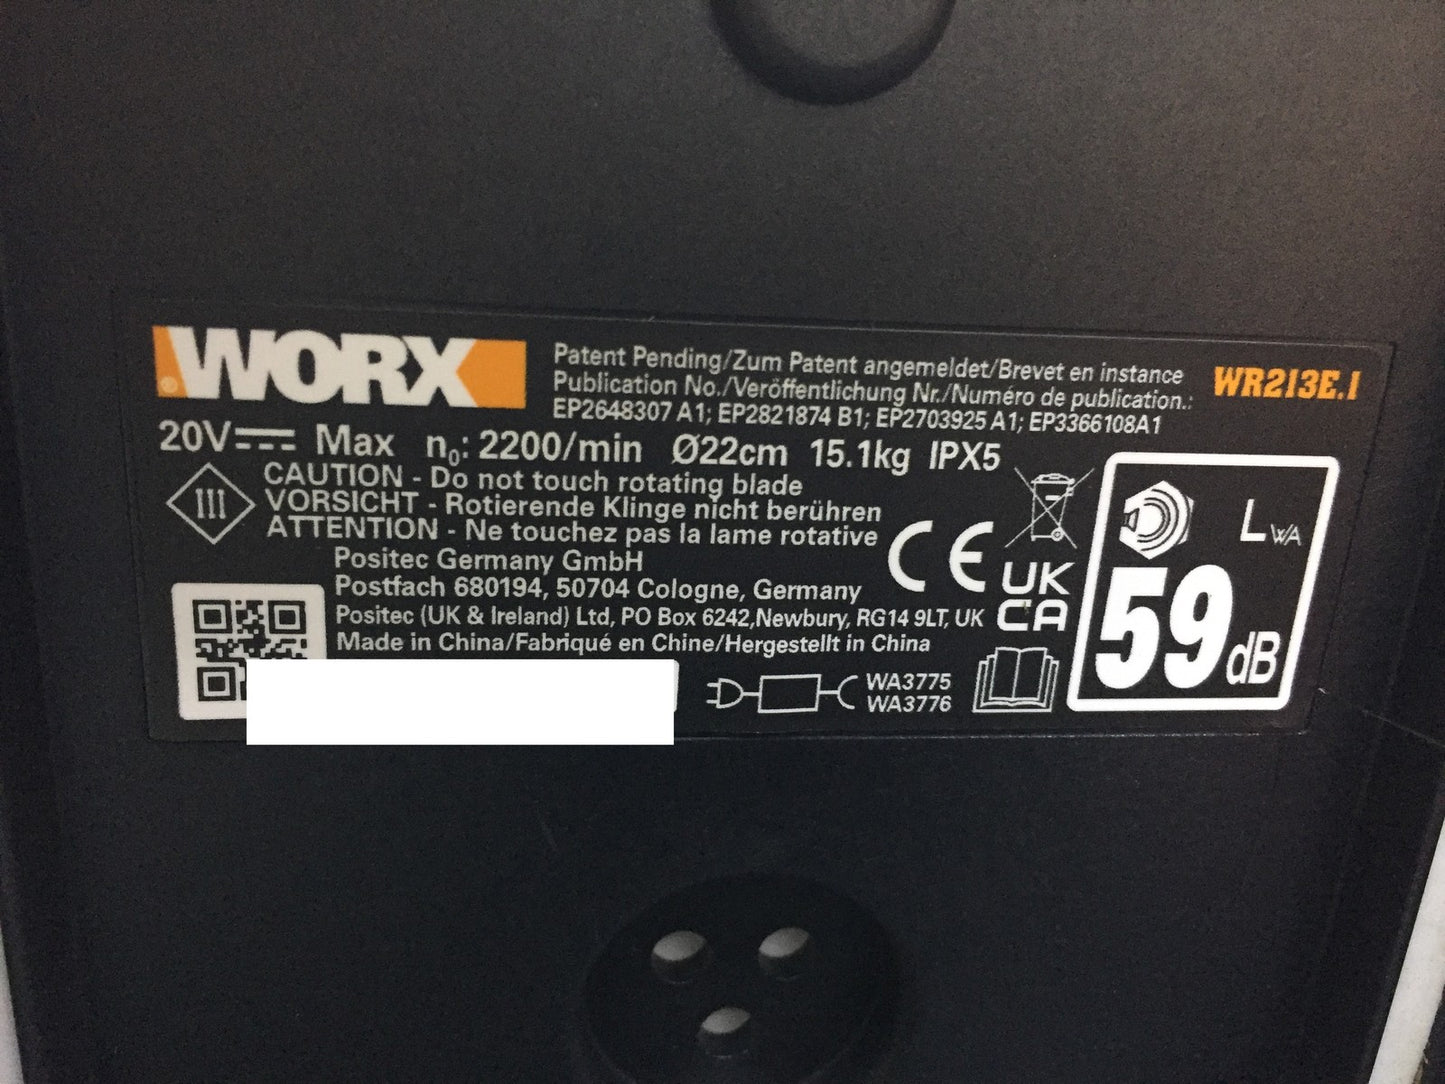 WORX®
Patent Pending/Zum Patent angemeldet/Brevet en instance
Publication No./Veröffentlichung Nr./Numéro de publication.:
EP2648307 A1; EP2821874 B1; EP2703925 A1; EP3366108A1
WR213E.1
20V Max n₀: 2200/min Ø22cm 15.1kg IPX5
III
CAUTION - Do not touch rotating blade
VORSICHT - Rotierende Klinge nicht berühren
ATTENTION - Ne touchez pas la lame rotative
Positec Germany GmbH
Postfach 680194, 50704 Cologne, Germany
Positec (UK & Ireland) Ltd, PO Box 6242,Newbury, RG14 9LT, UK
Made in China/Fabriqué en Chine/Hergestellt in China
CE
UK
CA
WA3775
WA3776
LWA
59dB